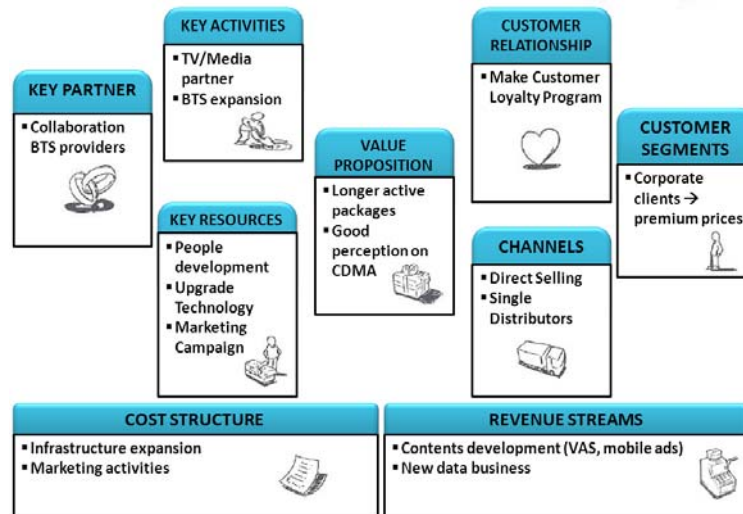 KEY PARTNER
▪ Collaboration
BTS providers
KEY ACTIVITIES
▪ TV/Media
partner
▪ BTS expansion
KEY RESOURCES
▪ People
development
▪ Upgrade
Technology
▪ Marketing
Campaign
VALUE
PROPOSITION
▪ Longer active
packages
▪ Good
perception on
CDMA
CUSTOMER
RELATIONSHIP
▪ Make Customer
Loyalty Program
CHANNELS
▪ Direct Selling
▪ Single
Distributors
CUSTOMER
SEGMENTS
▪ Corporate
clients →
premium prices
COST STRUCTURE
▪ Infrastructure expansion
▪ Marketing activities
REVENUE STREAMS
▪ Contents development (VAS, mobile ads)
▪ New data business